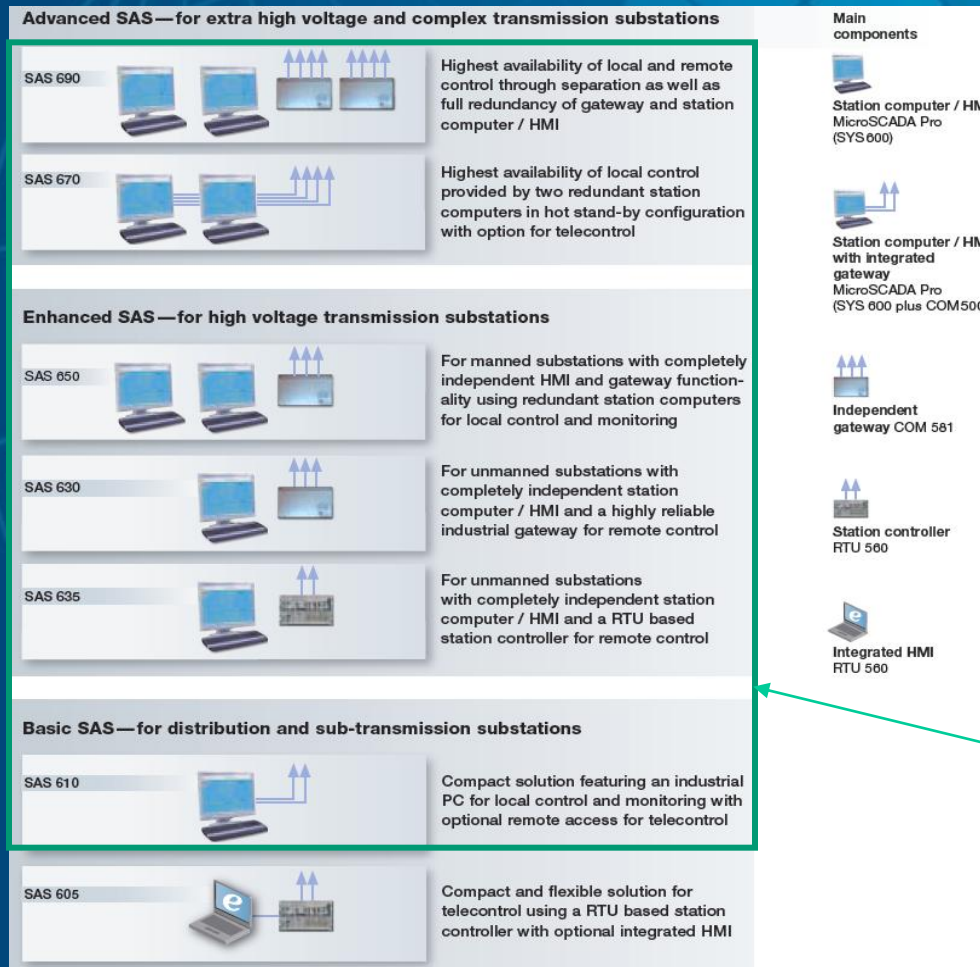 Advanced SAS—for extra high voltage and complex transmission substations
SAS 690
Highest availability of local and remote
control through separation as well as
full redundancy of gateway and station
computer / HMI
SAS 670
Highest availability of local control
provided by two redundant station
computers in hot stand-by configuration
with option for telecontrol
Enhanced SAS—for high voltage transmission substations
SAS 650
For manned substations with completely
independent HMI and gateway function-
ality using redundant station computers
for local control and monitoring
SAS 630
For unmanned substations with
completely independent station
computer / HMI and a highly reliable
industrial gateway for remote control
SAS 635
For unmanned substations
with completely independent station
computer / HMI and a RTU based
station controller for remote control
Basic SAS—for distribution and sub-transmission substations
SAS 610
Compact solution featuring an industrial
PC for local control and monitoring with
optional remote access for telecontrol
SAS 605
e
Compact and flexible solution for
telecontrol using a RTU based station
controller with optional integrated HMI
Main
components
Station computer / HM
MicroSCADA Pro
(SYS 600)
Station computer / HM
with integrated
gateway
MicroSCADA Pro
(SYS 600 plus COM500
Independent
gateway COM 581
Station controller
RTU 560
e
Integrated HMI
RTU 560